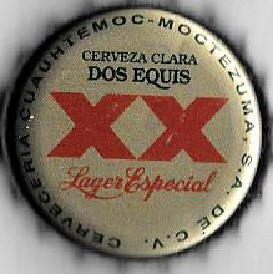 CERVECERIA CUAUHTEMOC-MOCTEZUMA, S.A. DE C.V.
CERVEZA CLARA
DOS EQUIS
XX
Lager Especial